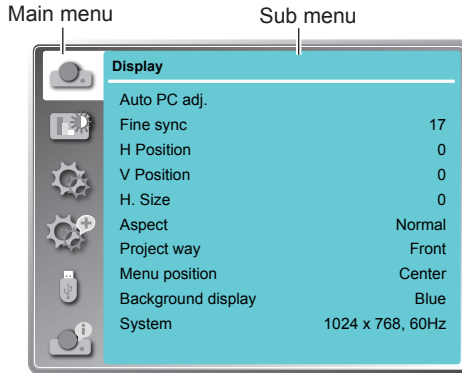 Main menu
Sub menu
Display
Auto PC adj.
Fine sync 17
H Position 0
V Position 0
H. Size 0
Aspect Normal
Project way Front
Menu position Center
Background display Blue
System 1024 x 768, 60Hz